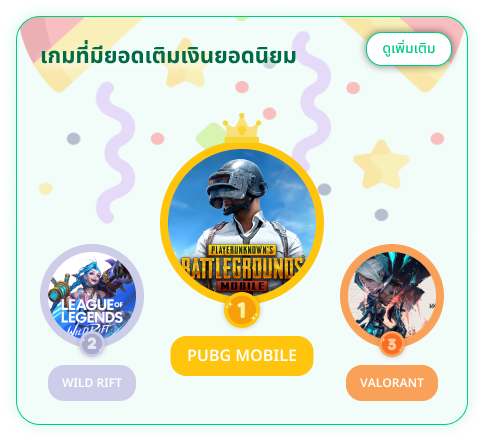 เกมที่มียอดเติมเงินยอดนิยม
ดูเพิ่มเติม
PLAYERUNKNOWN'S
BATTLEGROUNDS
MOBILE
1
PUBG MOBILE
LEAGUE OF
LEGENDS
WILD RIFT
2
WILD RIFT
3
VALORANT